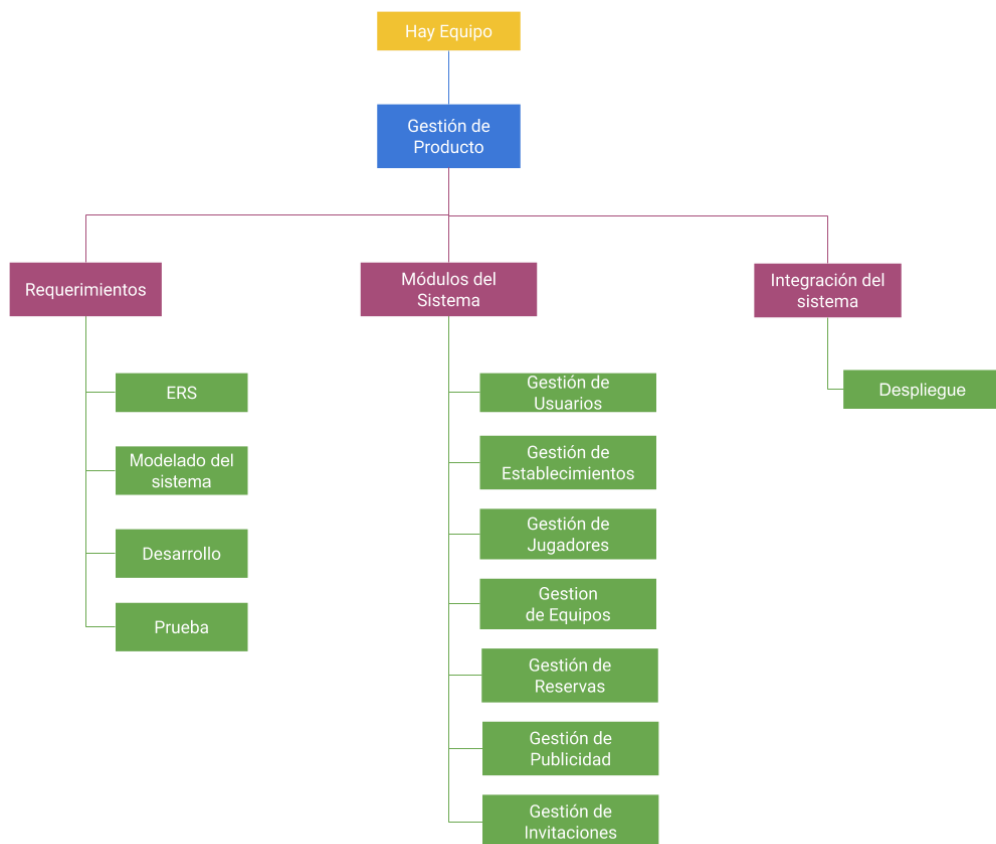 Hay Equipo
Gestión de
Producto
Requerimientos
Módulos del
Sistema
Integración del
sistema
ERS
Modelado del
sistema
Desarrollo
Prueba
Gestión de
Usuarios
Gestión de
Establecimientos
Gestión de
Jugadores
Gestion
de Equipos
Gestión de
Reservas
Gestión de
Publicidad
Gestión de
Invitaciones
Despliegue